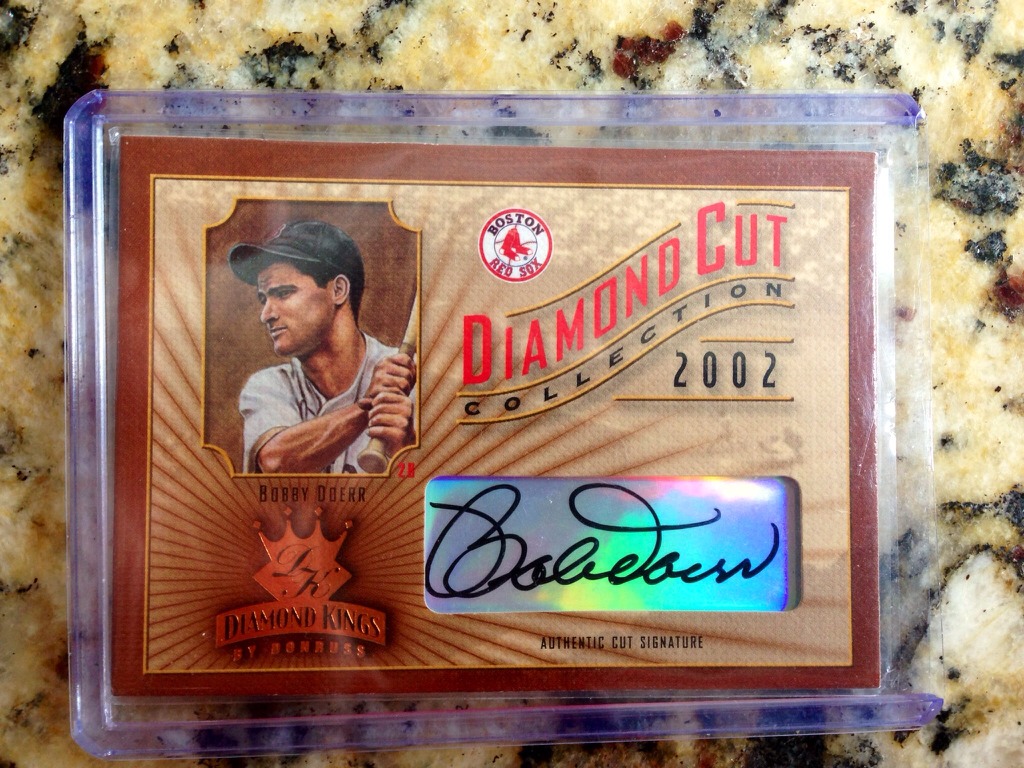 BOSTON
RED SOX
DIAMOND CUT
COLLECTION
2002
2B
BOBBY DOERR
DK
DIAMOND KINGS
BY DONRUSS
Bobby Doerr
AUTHENTIC CUT SIGNATURE